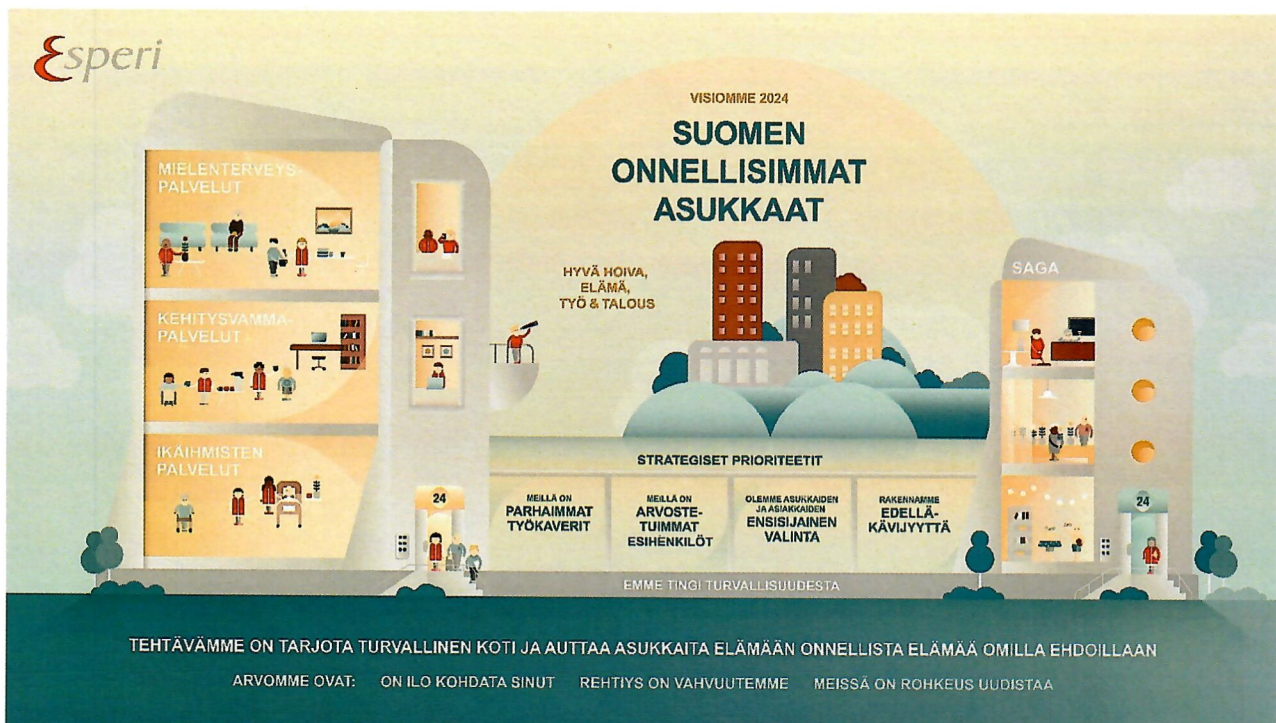 Esperi
VISIOMME 2024
SUOMEN
ONNELLISIMMAT
ASUKKAAT
HYVÄ HOIVA,
ELÄMÄ,
TYÖ & TALOUS
MIELENTERVEYS-
PALVELUT
KEHITYSVAMMA-
PALVELUT
IKÄIHMISTEN
PALVELUT
24
SAGA
24
STRATEGISET PRIORITEETIT
MEILLÄ ON
PARHAIMMAT
TYÖKAVERIT
MEILLÄ ON
ARVOSTE-
TUIMMAT
ESIHENKILÖT
OLEMME ASUKKAIDEN
JA ASIAKKAIDEN
ENSISIJAINEN
VALINTA
RAKENNAMME
EDELLÄ-
KÄVIJYYTTÄ
EMME TINGI TURVALLISUUDESTA
TEHTÄVÄMME ON TARJOTA TURVALLINEN KOTI JA AUTTAA ASUKKAITA ELÄMÄÄN ONNELLISTA ELÄMÄÄ OMILLA EHDOILLAAN
ARVOMME OVAT: ON ILO KOHDATA SINUT REHTIYS ON VAHVUUTEMME MEISSÄ ON ROHKEUS UUDISTAA